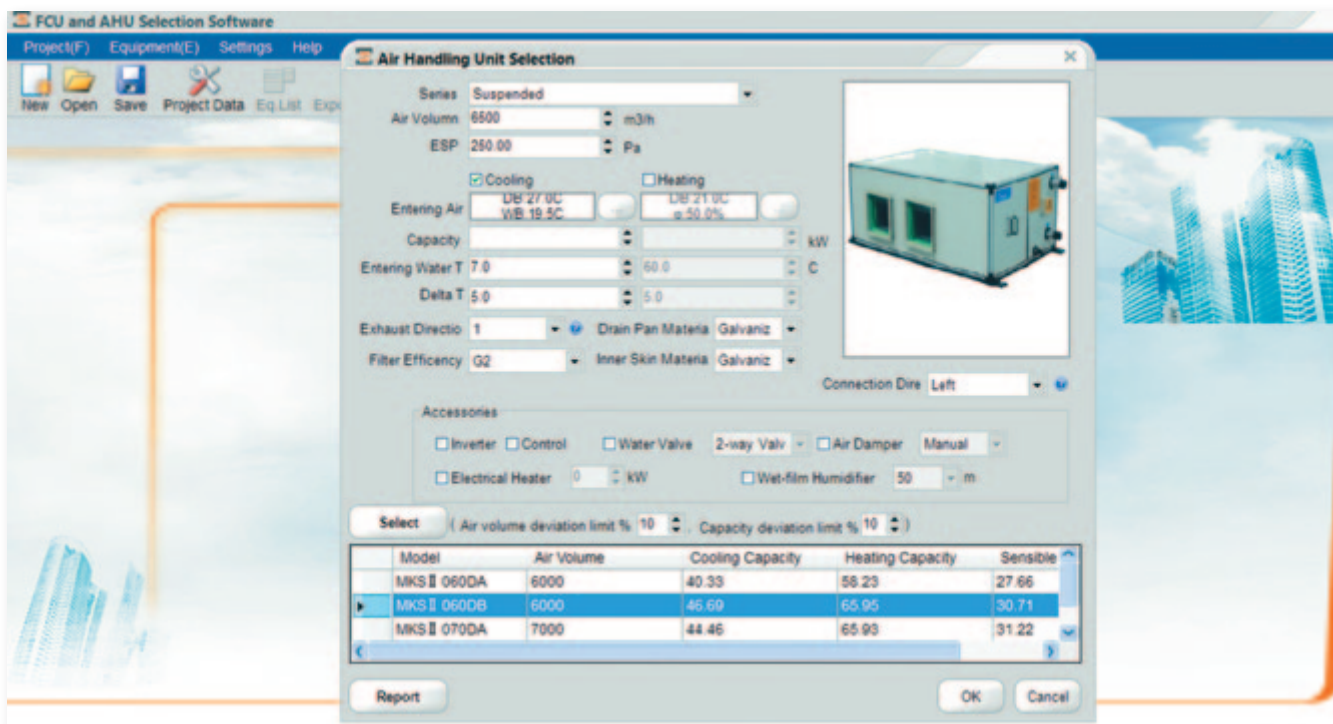 FCU and AHU Selection Software
Project(F) Equipment(E) Settings Help
New Open Save Project Data Eq.List Expo
Air Handling Unit Selection
Series Suspended
Air Volumn 6500 m3/h
ESP 250.00 Pa
Cooling Heating
Entering Air DB:27.0C DB:21.0C
WB:19.5C φ:50.0%
Capacity kW
Entering Water T 7.0 60.0 C
Delta T 5.0 5.0
Exhaust Directio 1 Drain Pan Materia Galvaniz
Filter Efficency G2 Inner Skin Materia Galvaniz
Connection Dire Left
Accessories
Inverter Control Water Valve 2-way Valv Air Damper Manual
Electrical Heater 0 kW Wet-film Humidifier 50 m
Select ( Air volume deviation limit % 10 , Capacity deviation limit % 10 )
Model Air Volume Cooling Capacity Heating Capacity Sensible
MKSⅡ 060DA 6000 40.33 58.23 27.66
MKSⅡ 060DB 6000 46.69 65.95 30.71
MKSⅡ 070DA 7000 44.46 65.93 31.22
Report OK Cancel